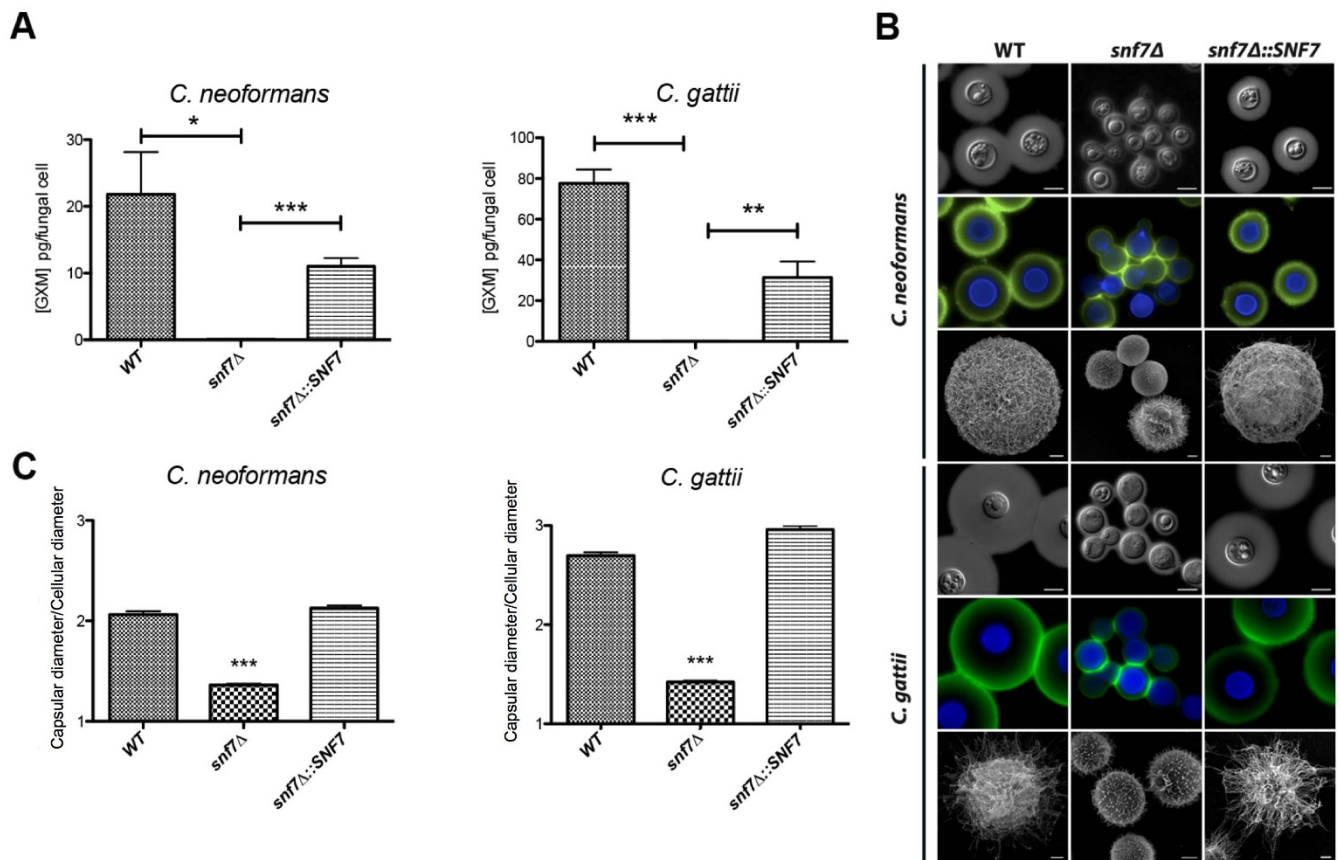 A
C. neoformans
[GXM] pg/fungal cell
30
20
10
0
*
***
WT
snf7Δ
snf7Δ::SNF7
C. gattii
[GXM] pg/fungal cell
100
80
60
40
20
0
***
**
WT
snf7Δ
snf7Δ::SNF7
B
WT
snf7Δ
snf7Δ::SNF7
C. neoformans
C. gattii
C
C. neoformans
Capsular diameter/Cellular diameter
3
2
1
***
WT
snf7Δ
snf7Δ::SNF7
C. gattii
Capsular diameter/Cellular diameter
3
2
1
***
WT
snf7Δ
snf7Δ::SNF7